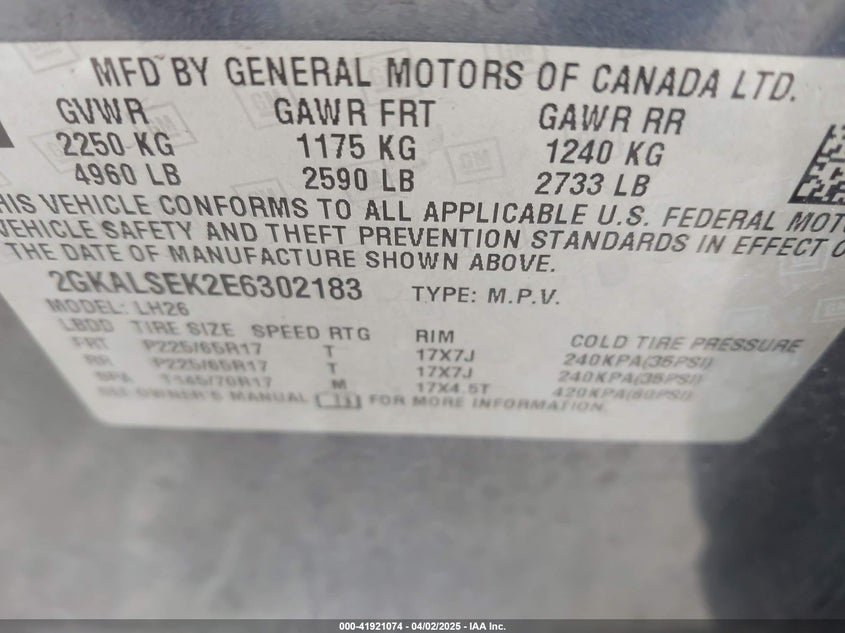 MFD BY GENERAL MOTORS OF CANADA LTD.
GVWR GAWR FRT GAWR RR
2250 KG 1175 KG 1240 KG
4960 LB 2590 LB 2733 LB
HIS VEHICLE CONFORMS TO ALL APPLICABLE U.S. FEDERAL MOT
VEHICLE SAFETY AND THEFT PREVENTION STANDARDS IN EFFECT O
THE DATE OF MANUFACTURE SHOWN ABOVE.
2GKALSEK2E6302183 TYPE: M.P.V.
MODEL: LH26
LBDD TIRE SIZE SPEED RTG RIM COLD TIRE PRESSURE
FRT P225/65R17 T 17X7J 240KPA(35PSI)
RR P225/65R17 T 17X7J 240KPA(35PSI)
SPA T145/70R17 M 17X4.5T 420KPA(60PSI)
SEE OWNER'S MANUAL FOR MORE INFORMATION.
000-41921074 - 04/02/2025 - IAA Inc.